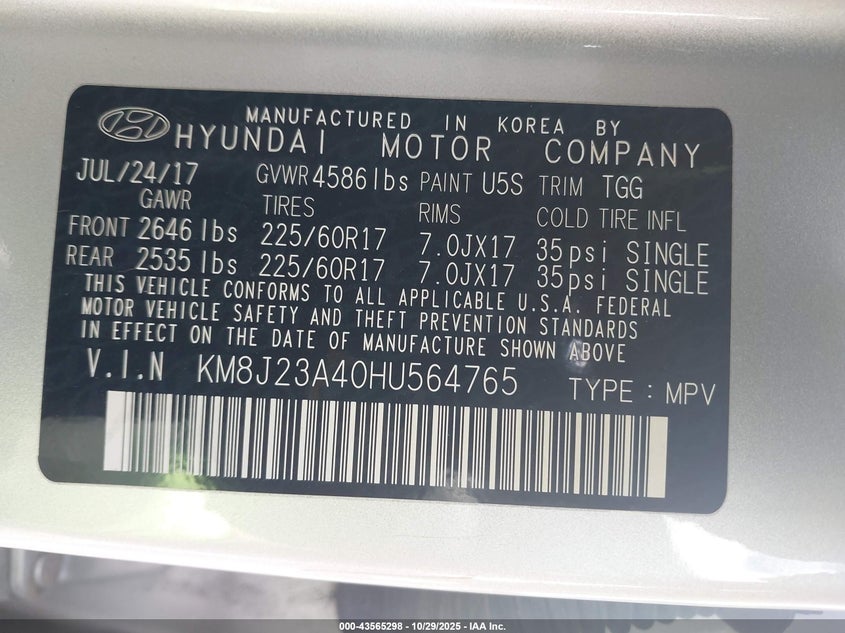 MANUFACTURED IN KOREA BY
HYUNDAI MOTOR COMPANY
JUL/24/17 GVWR 4586 lbs PAINT U5S TRIM TGG
GAWR TIRES RIMS COLD TIRE INFL
FRONT 2646 lbs 225/60R17 7.0JX17 35psi SINGLE
REAR 2535 lbs 225/60R17 7.0JX17 35psi SINGLE
THIS VEHICLE CONFORMS TO ALL APPLICABLE U.S.A. FEDERAL
MOTOR VEHICLE SAFETY AND THEFT PREVENTION STANDARDS
IN EFFECT ON THE DATE OF MANUFACTURE SHOWN ABOVE
V.I.N KM8J23A40HU564765 TYPE : MPV
000-43565298 - 10/29/2025 - IAA Inc.